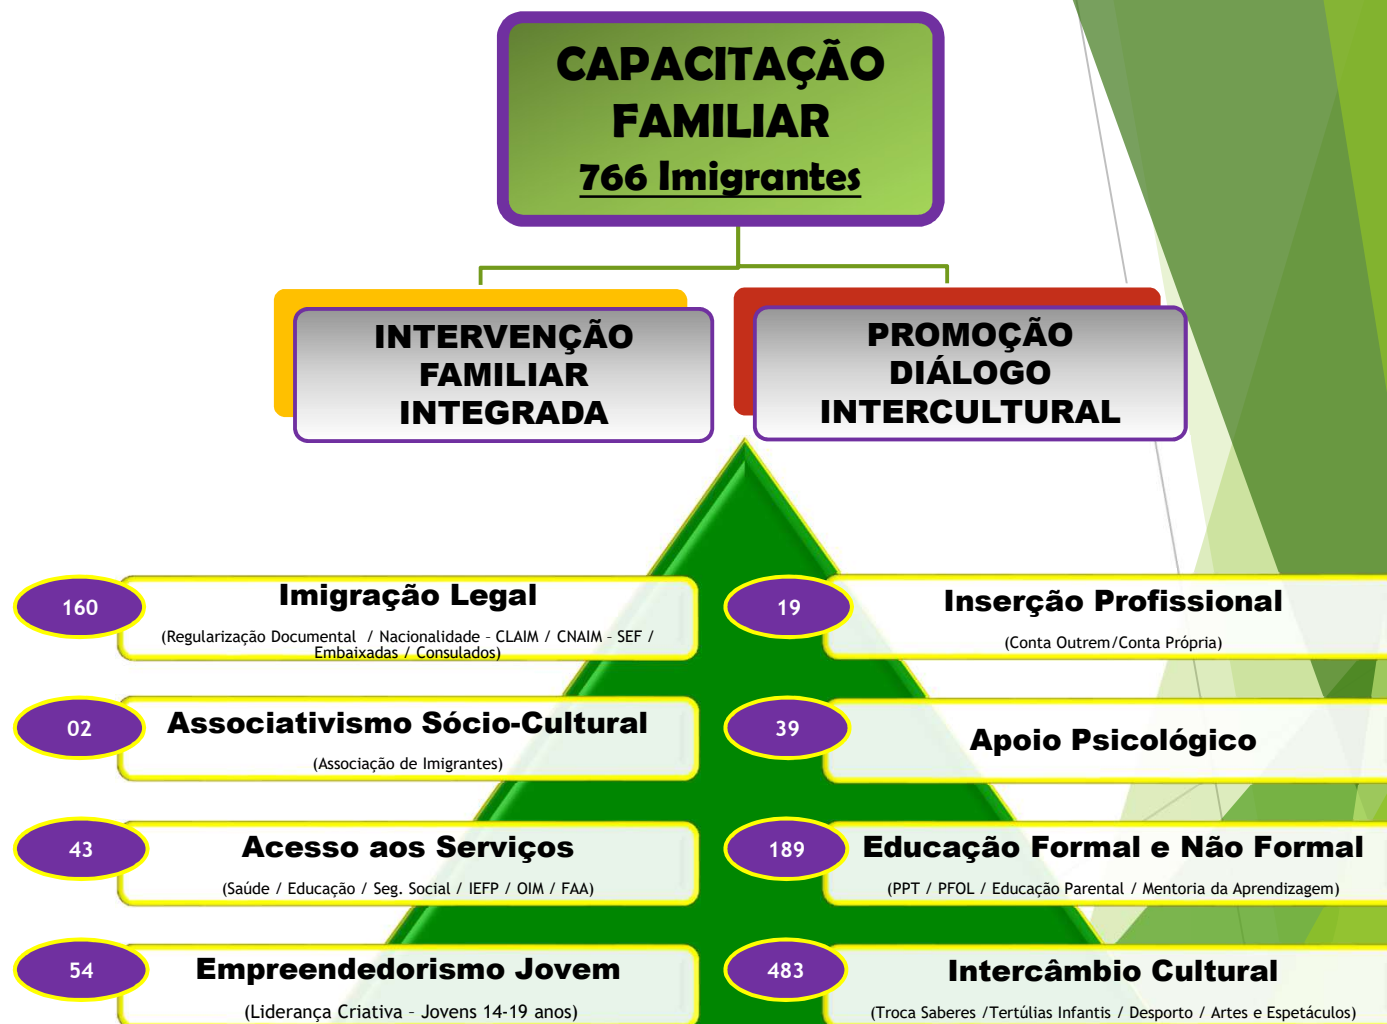 CAPACITAÇÃO
FAMILIAR
766 Imigrantes
INTERVENÇÃO
FAMILIAR
INTEGRADA
PROMOÇÃO
DIÁLOGO
INTERCULTURAL
160
Imigração Legal
(Regularização Documental / Nacionalidade – CLAIM / CNAIM – SEF /
Embaixadas / Consulados)
19
Inserção Profissional
(Conta Outrem/Conta Própria)
02
Associativismo Sócio-Cultural
(Associação de Imigrantes)
39
Apoio Psicológico
43
Acesso aos Serviços
(Saúde / Educação / Seg. Social / IEFP / OIM / FAA)
189
Educação Formal e Não Formal
(PPT / PFOL / Educação Parental / Mentoria da Aprendizagem)
54
Empreendedorismo Jovem
(Liderança Criativa – Jovens 14-19 anos)
483
Intercâmbio Cultural
(Troca Saberes /Tertúlias Infantis / Desporto / Artes e Espetáculos)